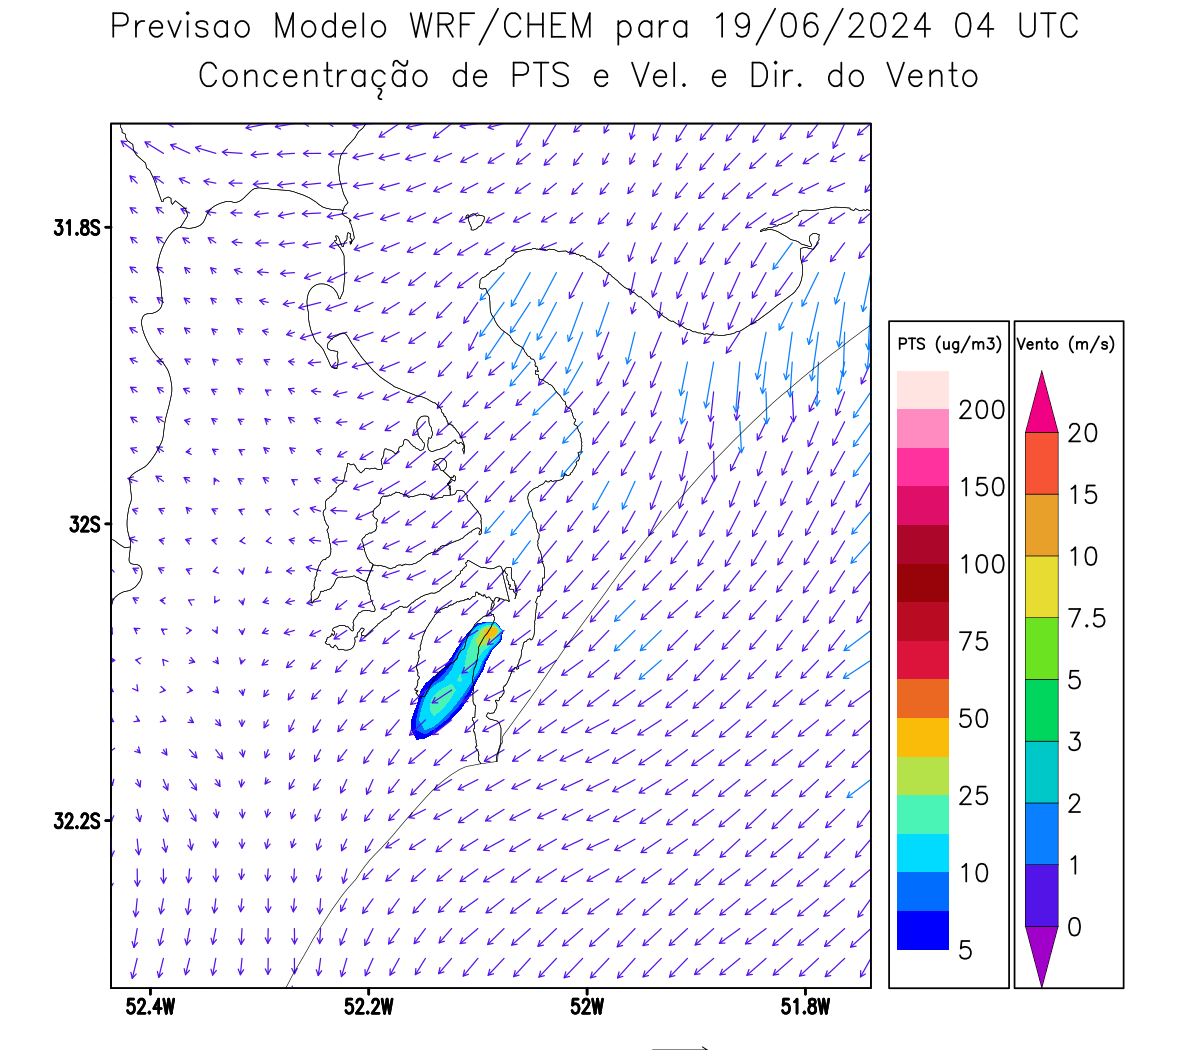 Previsao Modelo WRF/CHEM para 19/06/2024 04 UTC
Concentração de PTS e Vel. e Dir. do Vento
31.8S
32S
32.2S
52.4W
52.2W
52W
51.8W
PTS (ug/m3)
200
150
100
75
50
25
10
5
Vento (m/s)
20
15
10
7.5
5
3
2
1
0